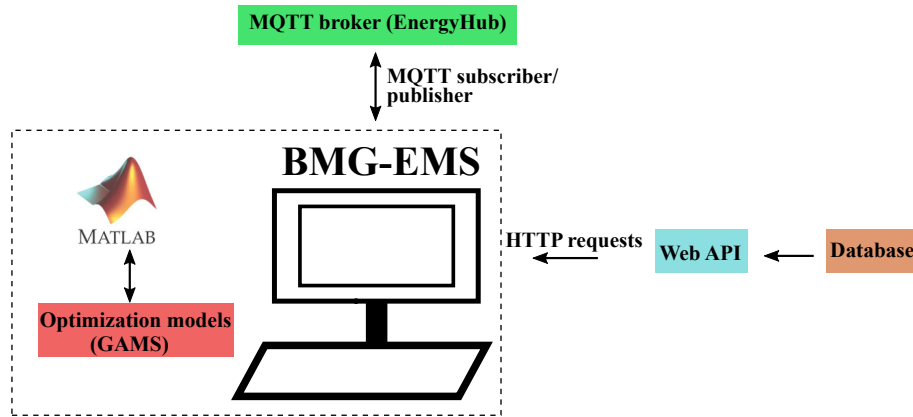 MQTT broker (EnergyHub)
MQTT subscriber/
publisher
BMG-EMS
MATLAB
HTTP requests
Web API
Database
Optimization models
(GAMS)